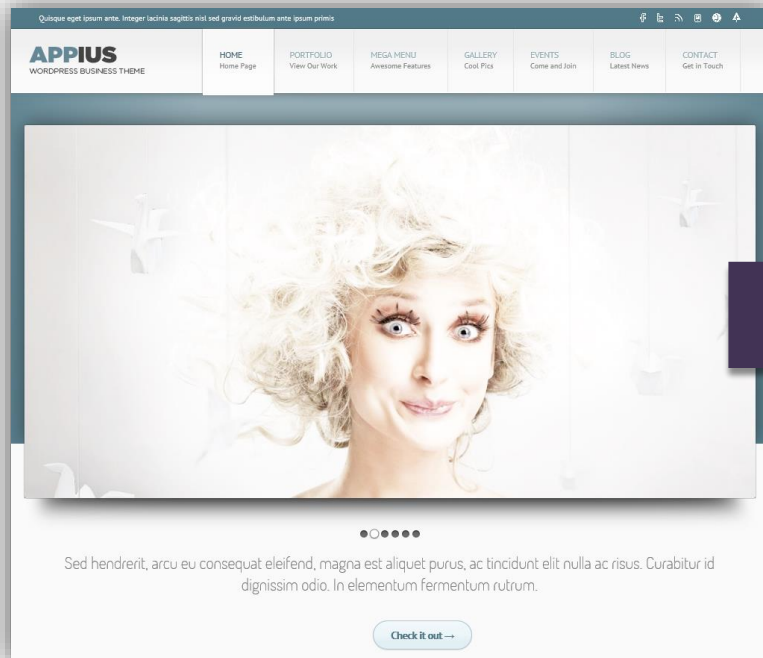 Quisque eget ipsum ante. Integer lacinia sagittis nisl sed gravid estibulum ante ipsum primis
APPIUS
WORDPRESS BUSINESS THEME
HOME
Home Page
PORTFOLIO
View Our Work
MEGA MENU
Awesome Features
GALLERY
Cool Pics
EVENTS
Come and Join
BLOG
Latest News
CONTACT
Get in Touch
Sed hendrerit, arcu eu consequat eleifend, magna est aliquet purus, ac tincidunt elit nulla ac risus. Curabitur id
dignissim odio. In elementum fermentum rutrum.
Check it out →